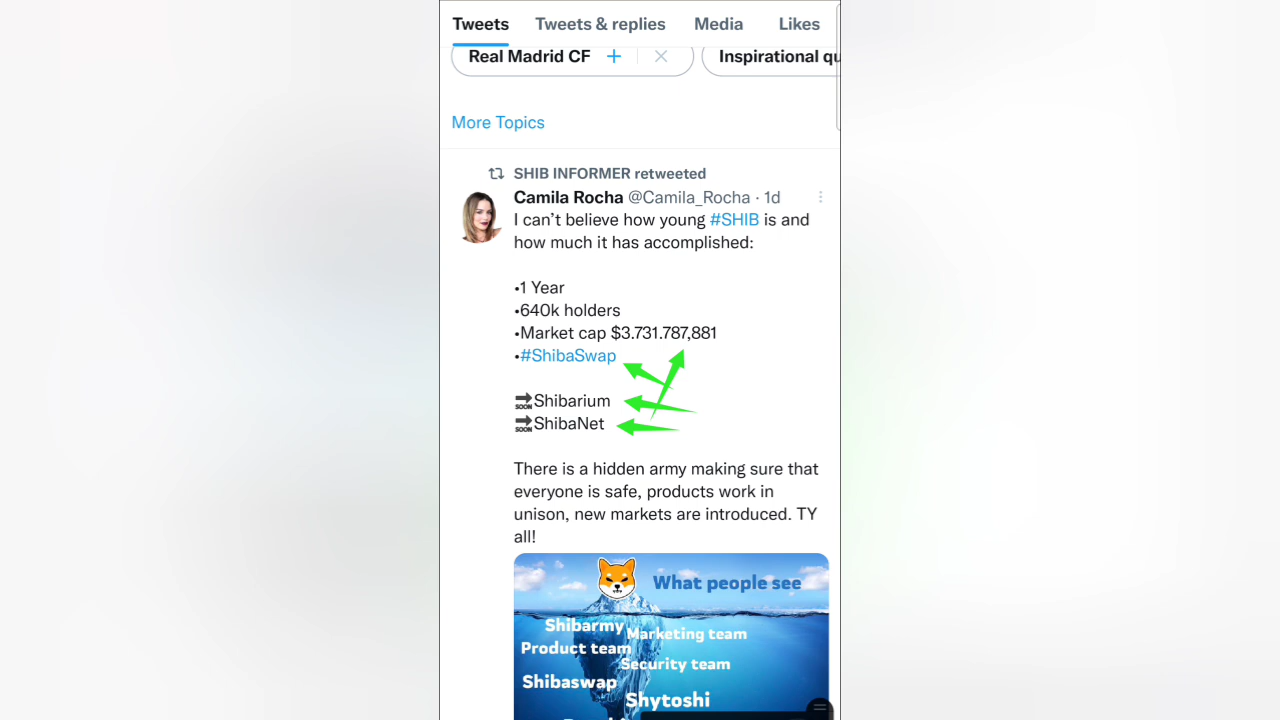 Tweets Tweets & replies Media Likes
Real Madrid CF + Inspirational qu
More Topics
SHIB INFORMER retweeted
Camila Rocha @Camila_Rocha · 1d
I can't believe how young #SHIB is and
how much it has accomplished:
•1 Year
•640k holders
•Market cap $3.731.787,881
•#ShibaSwap
SOON Shibarium
SOON ShibaNet
There is a hidden army making sure that
everyone is safe, products work in
unison, new markets are introduced. TY
all!
What people see
Shibarmy
Marketing team
Product team
Security team
Shibaswap
Shytoshi